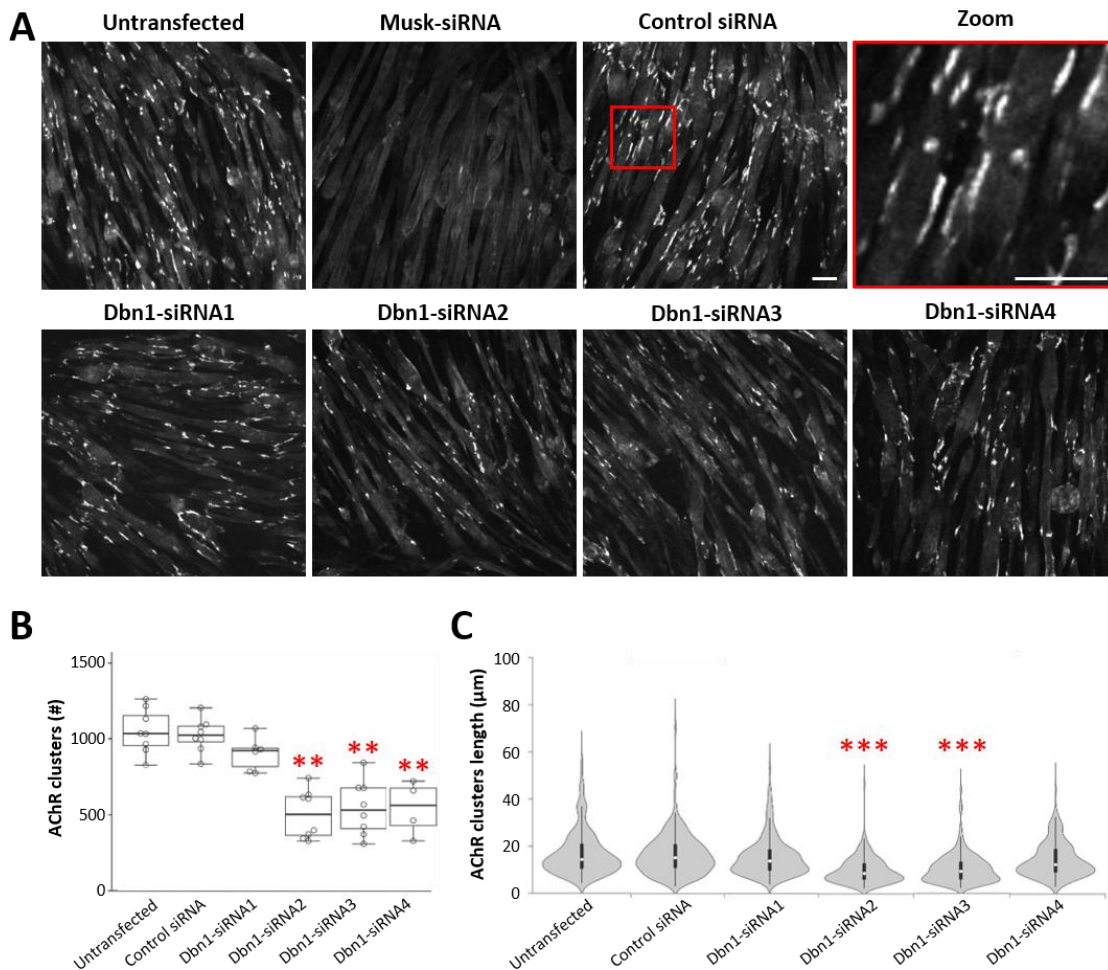 A
Untransfected
Musk-siRNA
Control siRNA
Zoom
Dbn1-siRNA1
Dbn1-siRNA2
Dbn1-siRNA3
Dbn1-siRNA4
B
AChR clusters (#)
1500
1000
500
0
**
**
**
Untransfected
Control siRNA
Dbn1-siRNA1
Dbn1-siRNA2
Dbn1-siRNA3
Dbn1-siRNA4
C
AChR clusters length (µm)
100
80
60
40
20
0
***
***
Untransfected
Control siRNA
Dbn1-siRNA1
Dbn1-siRNA2
Dbn1-siRNA3
Dbn1-siRNA4